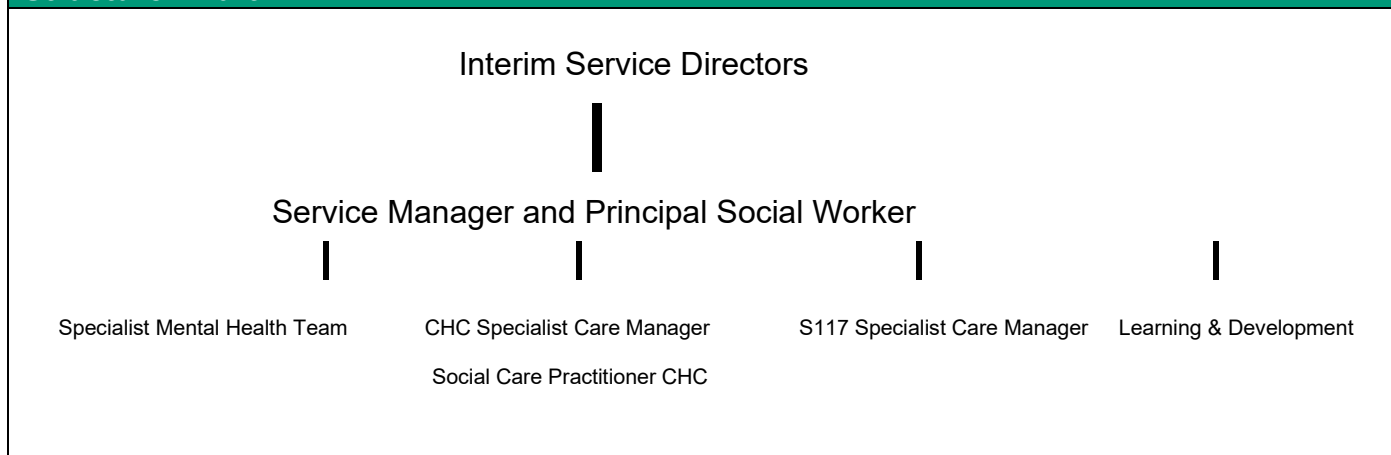 Interim Service Directors
Service Manager and Principal Social Worker
Specialist Mental Health Team CHC Specialist Care Manager S117 Specialist Care Manager Learning & Development
Social Care Practitioner CHC